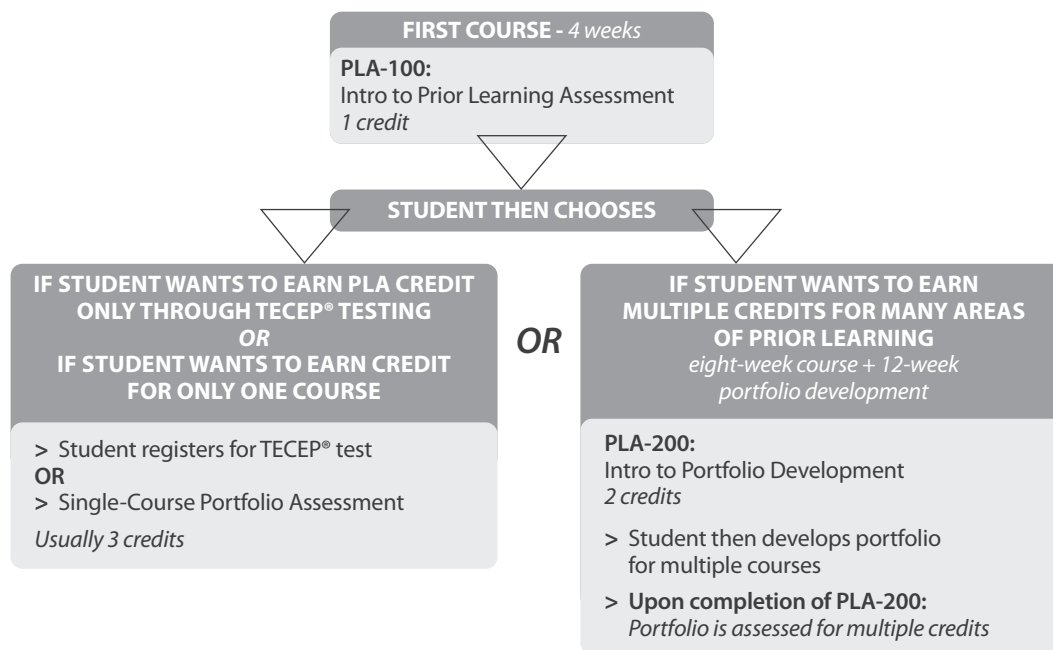 FIRST COURSE - 4 weeks
PLA-100:
Intro to Prior Learning Assessment
1 credit
STUDENT THEN CHOOSES
IF STUDENT WANTS TO EARN PLA CREDIT
ONLY THROUGH TECEP® TESTING
OR
IF STUDENT WANTS TO EARN CREDIT
FOR ONLY ONE COURSE
> Student registers for TECEP® test
OR
> Single-Course Portfolio Assessment
Usually 3 credits
OR
IF STUDENT WANTS TO EARN
MULTIPLE CREDITS FOR MANY AREAS
OF PRIOR LEARNING
eight-week course + 12-week
portfolio development
PLA-200:
Intro to Portfolio Development
2 credits
> Student then develops portfolio
for multiple courses
> Upon completion of PLA-200:
Portfolio is assessed for multiple credits